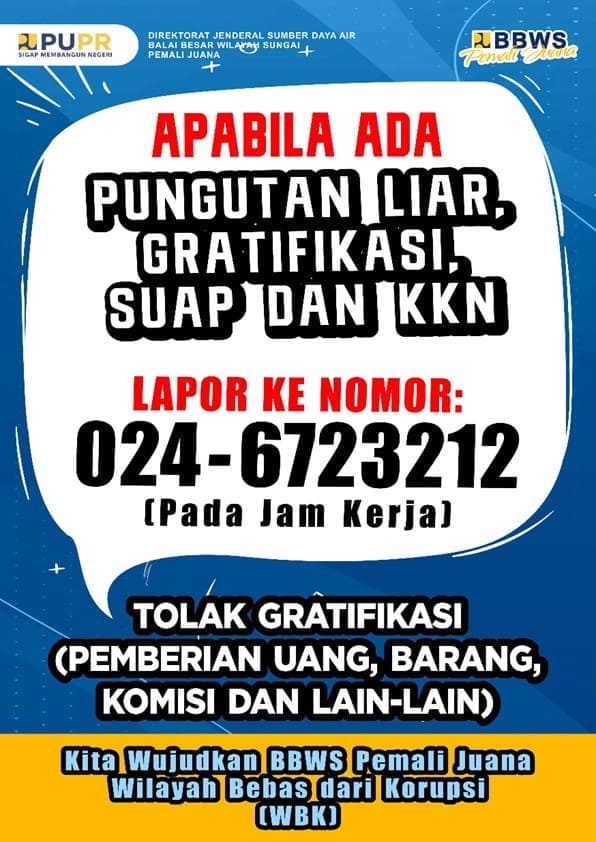 PUPR
SIGAP MEMBANGUN NEGERI
DIREKTORAT JENDERAL SUMBER DAYA AIR
BALAI BESAR WILAYAH SUNGAI
PEMALI JUANA
BBWS
Pemali Juana
APABILA ADA
PUNGUTAN LIAR,
GRATIFIKASI,
SUAP DAN KKN
LAPOR KE NOMOR:
024-6723212
(Pada Jam Kerja)
TOLAK GRATIFIKASI
(PEMBERIAN UANG, BARANG,
KOMISI DAN LAIN-LAIN)
Kita Wujudkan BBWS Pemali Juana
Wilayah Bebas dari Korupsi
(WBK)